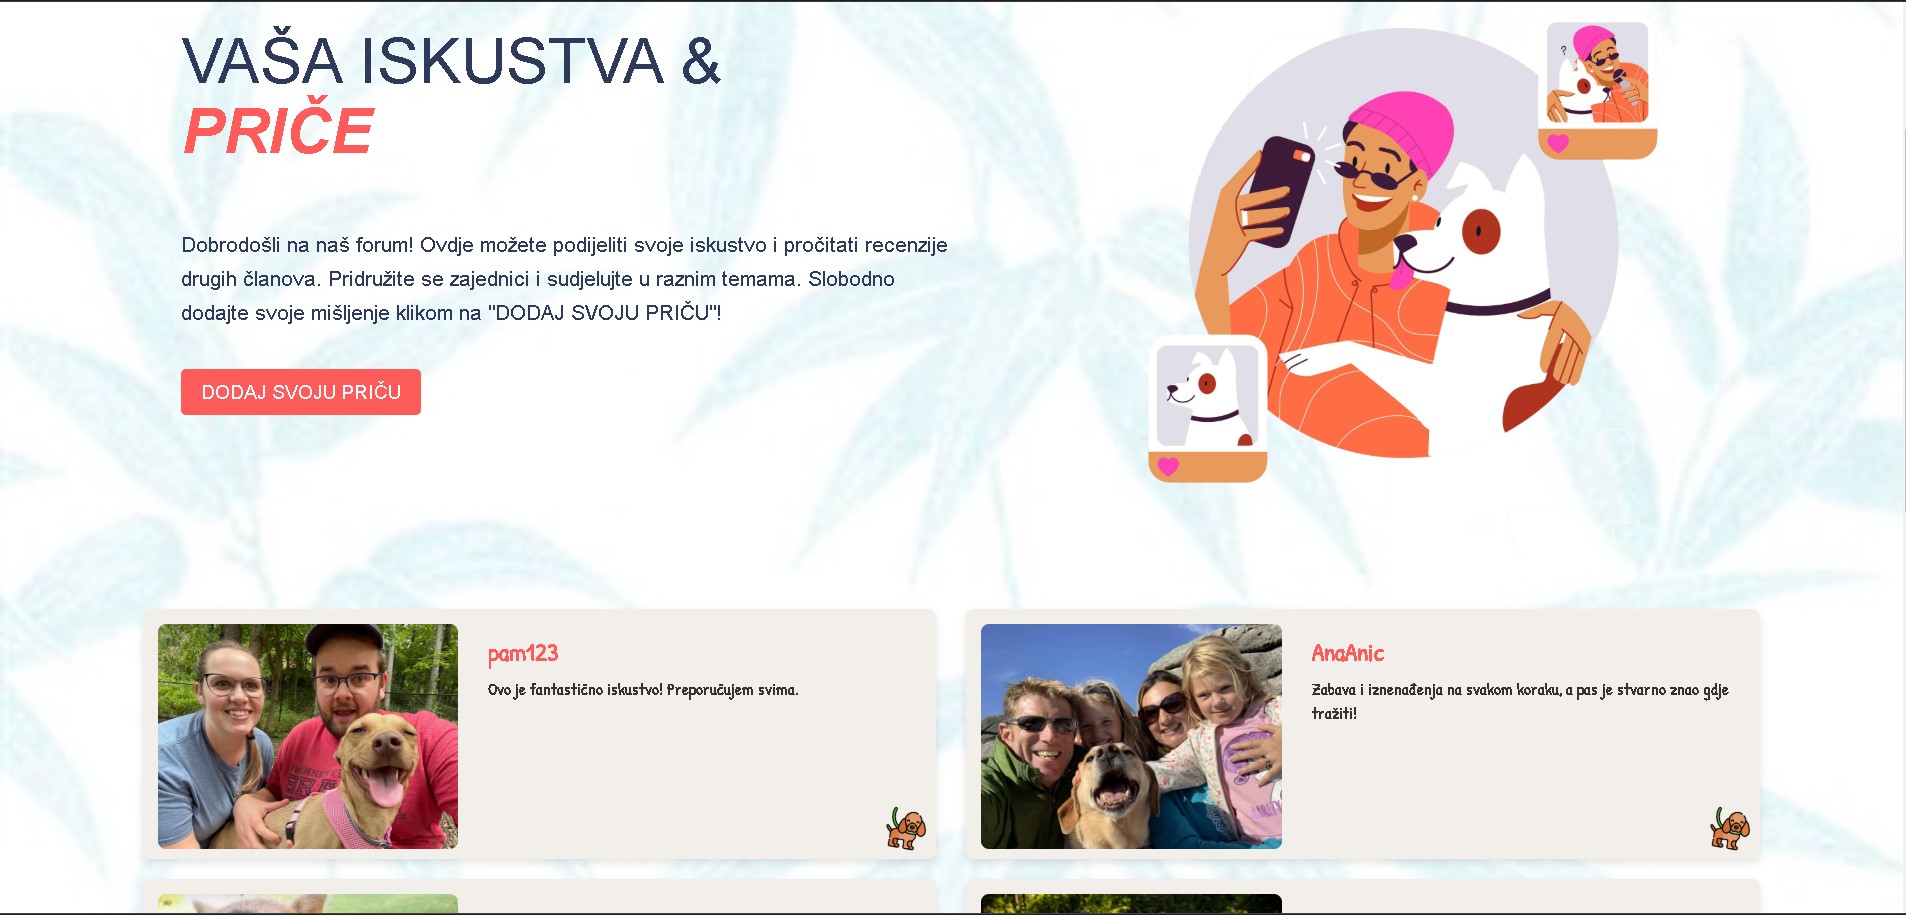 VAŠA ISKUSTVA &
PRIČE
Dobrodošli na naš forum! Ovdje možete podijeliti svoje iskustvo i pročitati recenzije
drugih članova. Pridružite se zajednici i sudjelujte u raznim temama. Slobodno
dodajte svoje mišljenje klikom na "DODAJ SVOJU PRIČU"!
DODAJ SVOJU PRIČU
?
pam123
Ovo je fantastično iskustvo! Preporučujem svima.
AnaAnic
Zabava i iznenađenja na svakom koraku, a pas je stvarno znao gdje
tražiti!